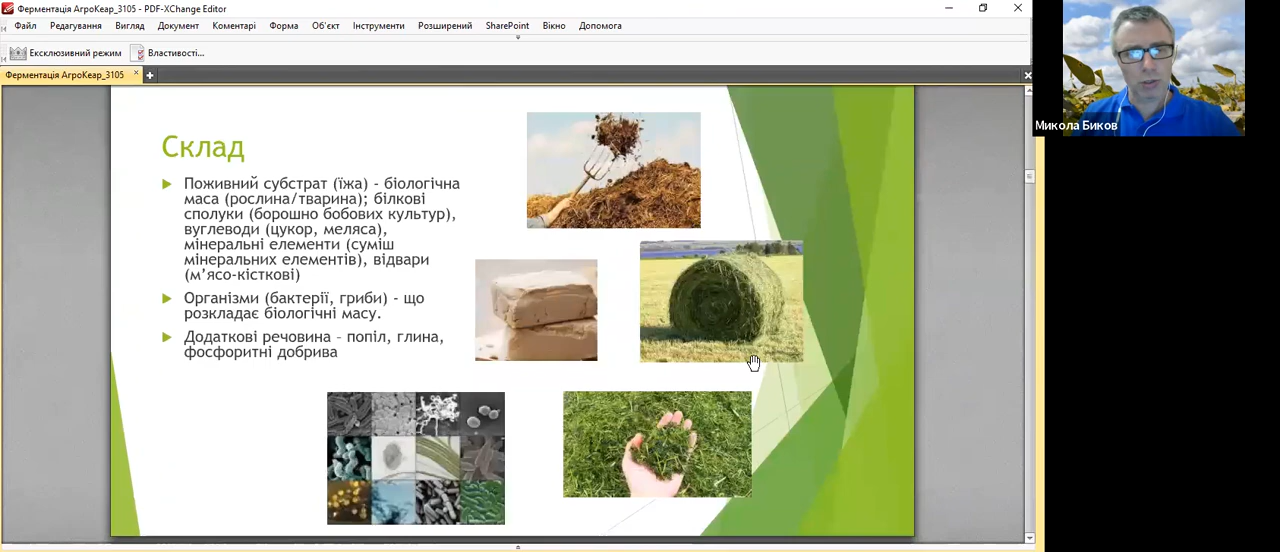 Ферментація АгроКеар_3105 - PDF-XChange Editor
Файл Редагування Вигляд Документ Коментарі Форма Об'єкт Інструменти Розширений SharePoint Вікно Допомога
Ексклюзивний режим Властивості...
Ферментація АгроКеар_3105
Микола Биков
Склад
Поживний субстрат (їжа) - біологічна
маса (рослина/тварина); білкові
сполуки (борошно бобових культур),
вуглеводи (цукор, меляса),
мінеральні елементи (суміш
мінеральних елементів), відвари
(м'ясо-кісткові)
Організми (бактерії, гриби) - що
розкладає біологічні масу.
Додаткові речовина – попіл, глина,
фосфоритні добрива